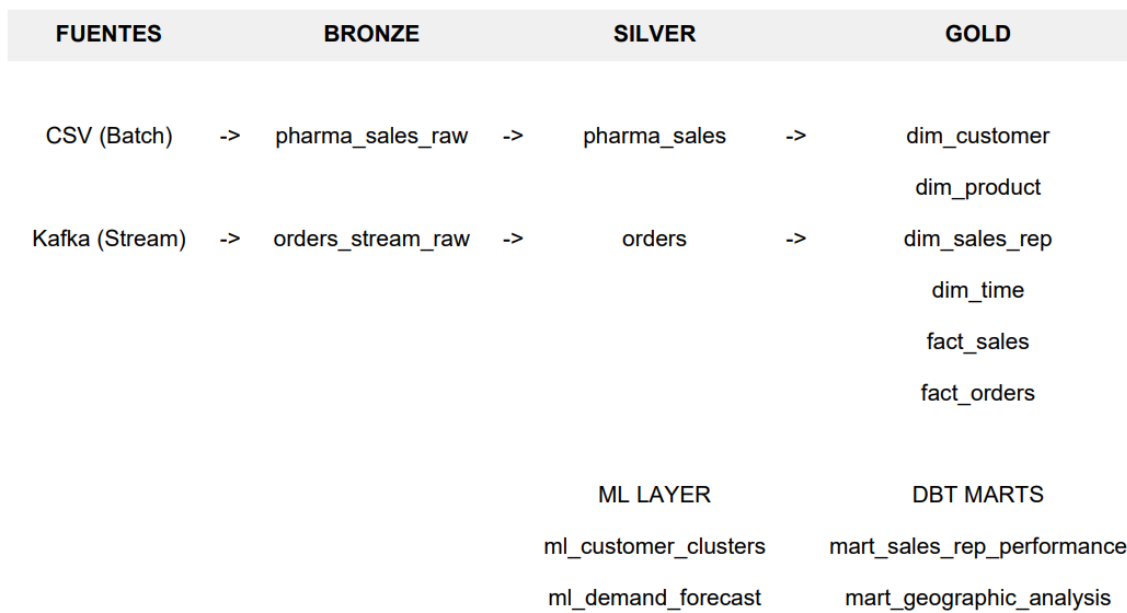 FUENTES BRONZE SILVER GOLD
CSV (Batch) -> pharma_sales_raw -> pharma_sales -> dim_customer
dim_product
Kafka (Stream) -> orders_stream_raw -> orders -> dim_sales_rep
dim_time
fact_sales
fact_orders
ML LAYER DBT MARTS
ml_customer_clusters mart_sales_rep_performance
ml_demand_forecast mart_geographic_analysis